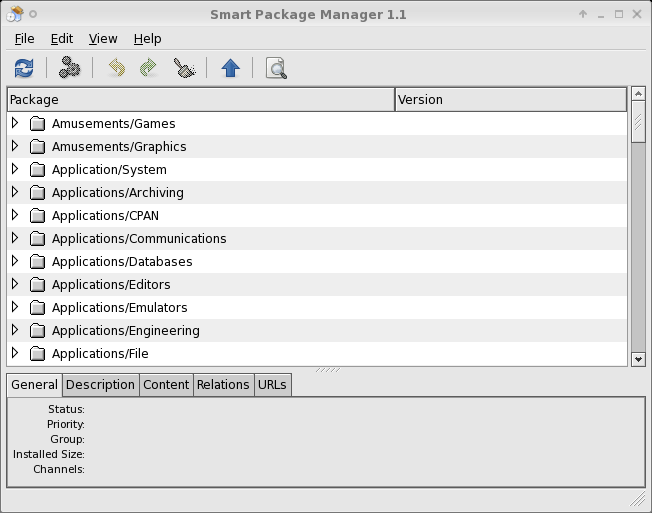 Smart Package Manager 1.1
File Edit View Help
Package Version
Amusements/Games
Amusements/Graphics
Application/System
Applications/Archiving
Applications/CPAN
Applications/Communications
Applications/Databases
Applications/Editors
Applications/Emulators
Applications/Engineering
Applications/File
General Description Content Relations URLs
Status:
Priority:
Group:
Installed Size:
Channels: